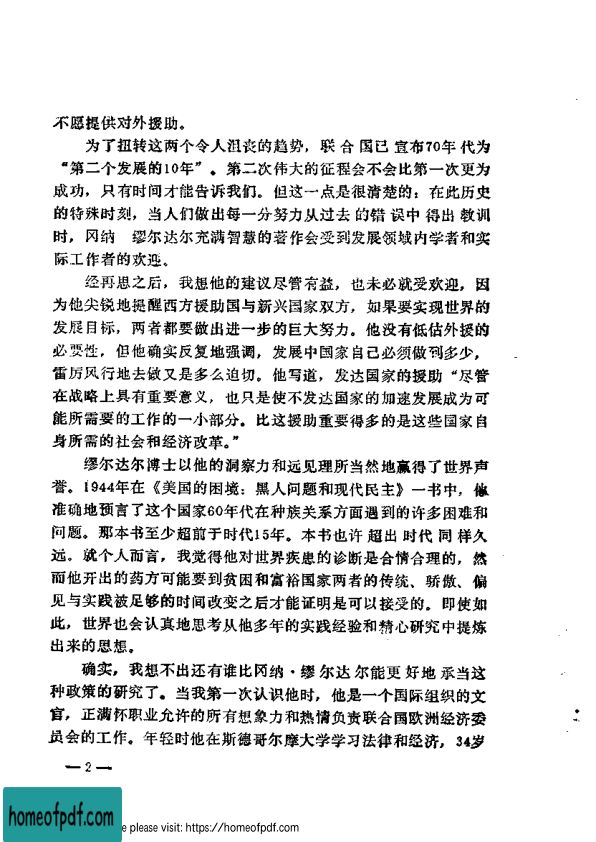 不愿提供对外援助。
为了扭转这两个令人沮丧的趋势，联合国已宣布70年代为
“第二个发展的10年”。第二次伟大的征程会不会比第一次更为
成功，只有时间才能告诉我们。但这一点是很清楚的：在此历史
的特殊时刻，当人们做出每一分努力从过去的错误中得出教训
时，冈纳 缪尔达尔充满智慧的著作会受到发展领域内学者和实
际工作者的欢迎。
经再思之后，我想他的建议尽管有益，也未必就受欢迎，因
为他尖锐地提醒西方援助国与新兴国家双方，如果要实现世界的
发展目标，两者都要做出进一步的巨大努力。他没有低估外援的
必要性，但他确实反复地强调，发展中国家自己必须做到多少，
雷厉风行地去做又是多么迫切。他写道，发达国家的援助“尽管
在战略上具有重要意义，也只是使不发达国家的加速发展成为可
能所需要的工作的一小部分。比这援助重要得多的是这些国家自
身所需的社会和经济改革。”
缪尔达尔博士以他的洞察力和远见理所当然地赢得了世界声
誉。1944年在《美国的困境：黑人问题和现代民主》一书中，他
准确地预言了这个国家60年代在种族关系方面遇到的许多困难和
问题。那本书至少超前于时代15年。本书也许超出时代同样久
远。就个人而言，我觉得他对世界疾患的诊断是合情合理的，然
而他开出的药方可能要到贫困和富裕国家两者的传统、骄傲、偏
见与实践被足够的时间改变之后才能证明是可以接受的。即使如
此，世界也会认真地思考从他多年的实践经验和精心研究中提炼
出来的思想。
确实，我想不出还有谁比冈纳·缪尔达尔能更好地承当这
种政策的研究了。当我第一次认识他时，他是一个国际组织的文
官，正满怀职业允许的所有想象力和热情负责联合国欧洲经济委
员会的工作。年轻时他在斯德哥尔摩大学学习法律和经济，34岁
— 2 —
homeofpdf.com
e please visit: https://homeofpdf.com